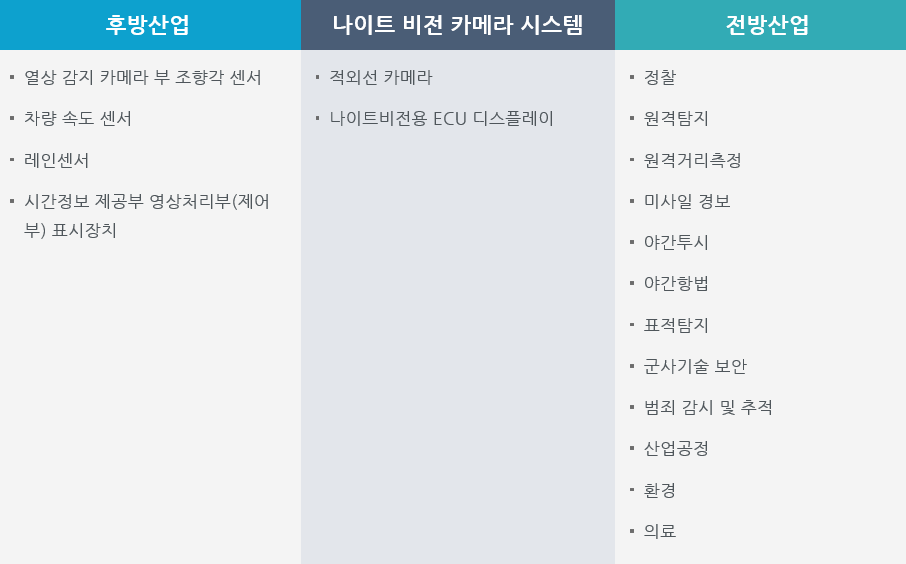 후방산업
나이트 비전 카메라 시스템
전방산업
▪ 열상 감지 카메라 부 조향각 센서
▪ 차량 속도 센서
▪ 레인센서
▪ 시간정보 제공부 영상처리부(제어
부) 표시장치
▪ 적외선 카메라
▪ 나이트비전용 ECU 디스플레이
▪ 정찰
▪ 원격탐지
▪ 원격거리측정
▪ 미사일 경보
▪ 야간투시
▪ 야간항법
▪ 표적탐지
▪ 군사기술 보안
▪ 범죄 감시 및 추적
▪ 산업공정
▪ 환경
▪ 의료